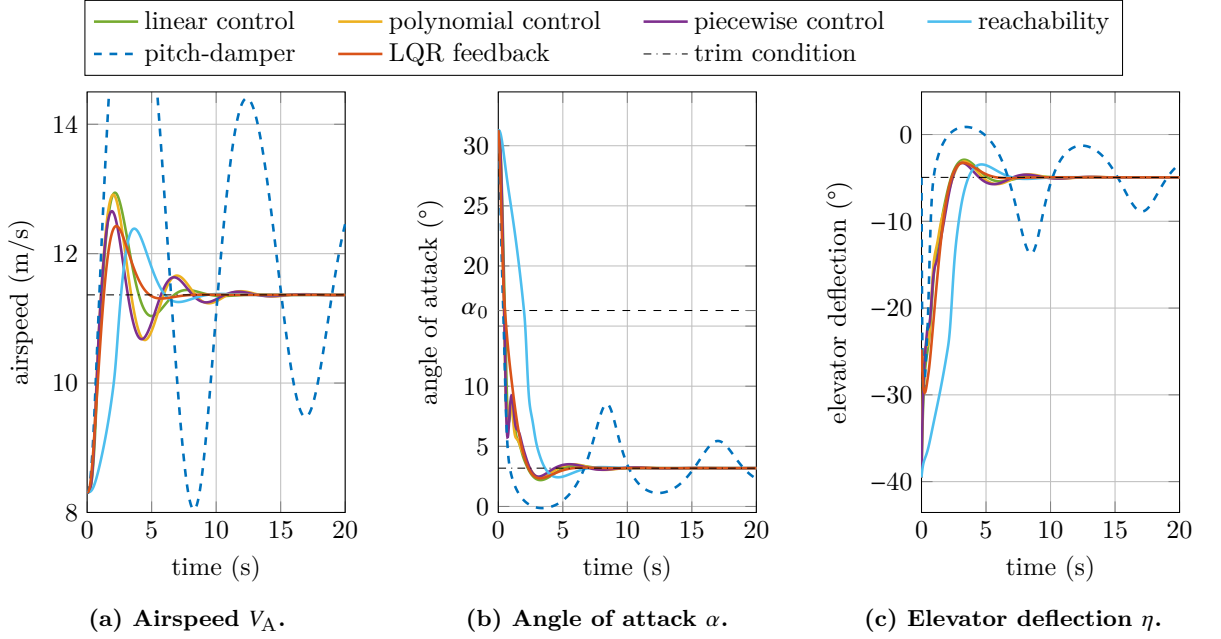 linear control polynomial control piecewise control reachability
pitch-damper LQR feedback trim condition
airspeed (m/s)
14
12
10
8
0 5 10 15 20
time (s)
(a) Airspeed V_A.
angle of attack (°)
30
20
α₀
10
5
0
0 5 10 15 20
time (s)
(b) Angle of attack α.
elevator deflection (°)
0
−10
−20
−30
−40
0 5 10 15 20
time (s)
(c) Elevator deflection η.